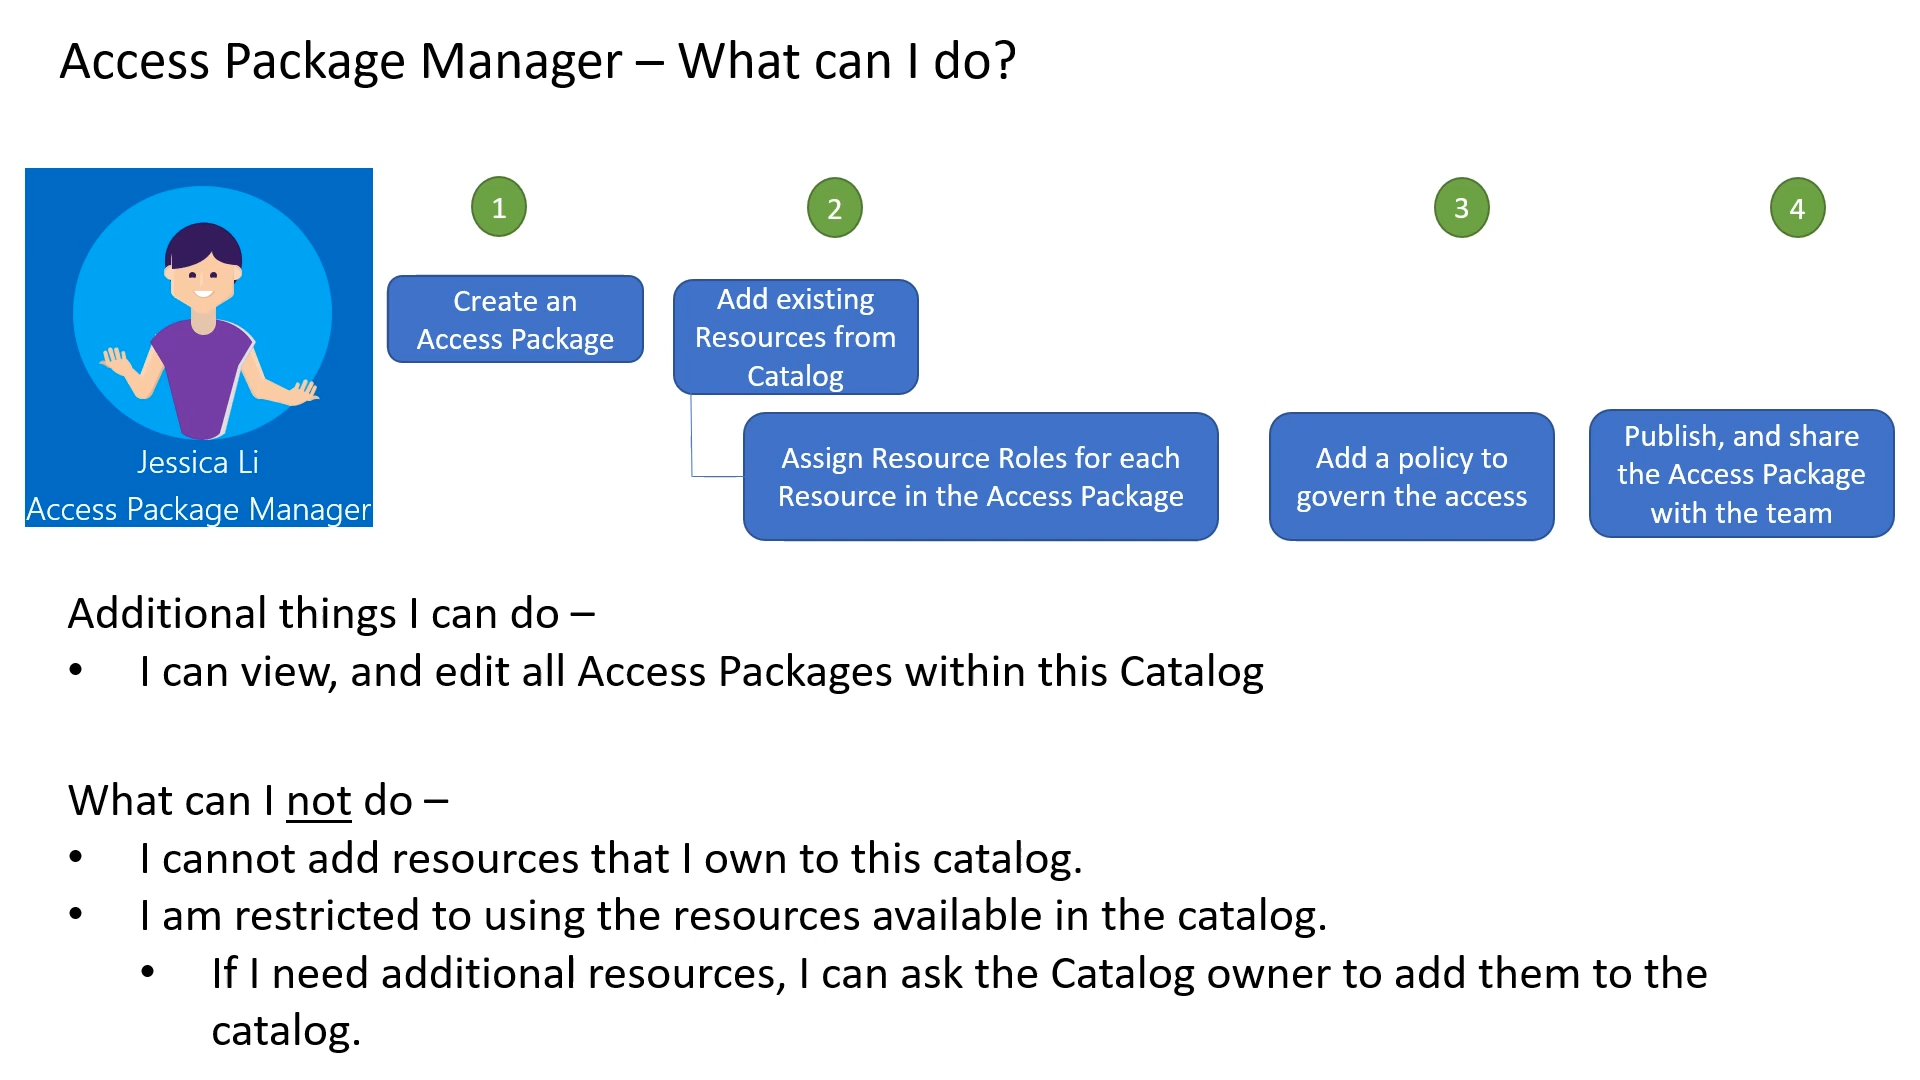 Access Package Manager – What can I do?
1
2
3
4
Create an
Access Package
Add existing
Resources from
Catalog
Assign Resource Roles for each
Resource in the Access Package
Add a policy to
govern the access
Publish, and share
the Access Package
with the team
Jessica Li
Access Package Manager
Additional things I can do –
• I can view, and edit all Access Packages within this Catalog
What can I not do –
• I cannot add resources that I own to this catalog.
• I am restricted to using the resources available in the catalog.
• If I need additional resources, I can ask the Catalog owner to add them to the
catalog.